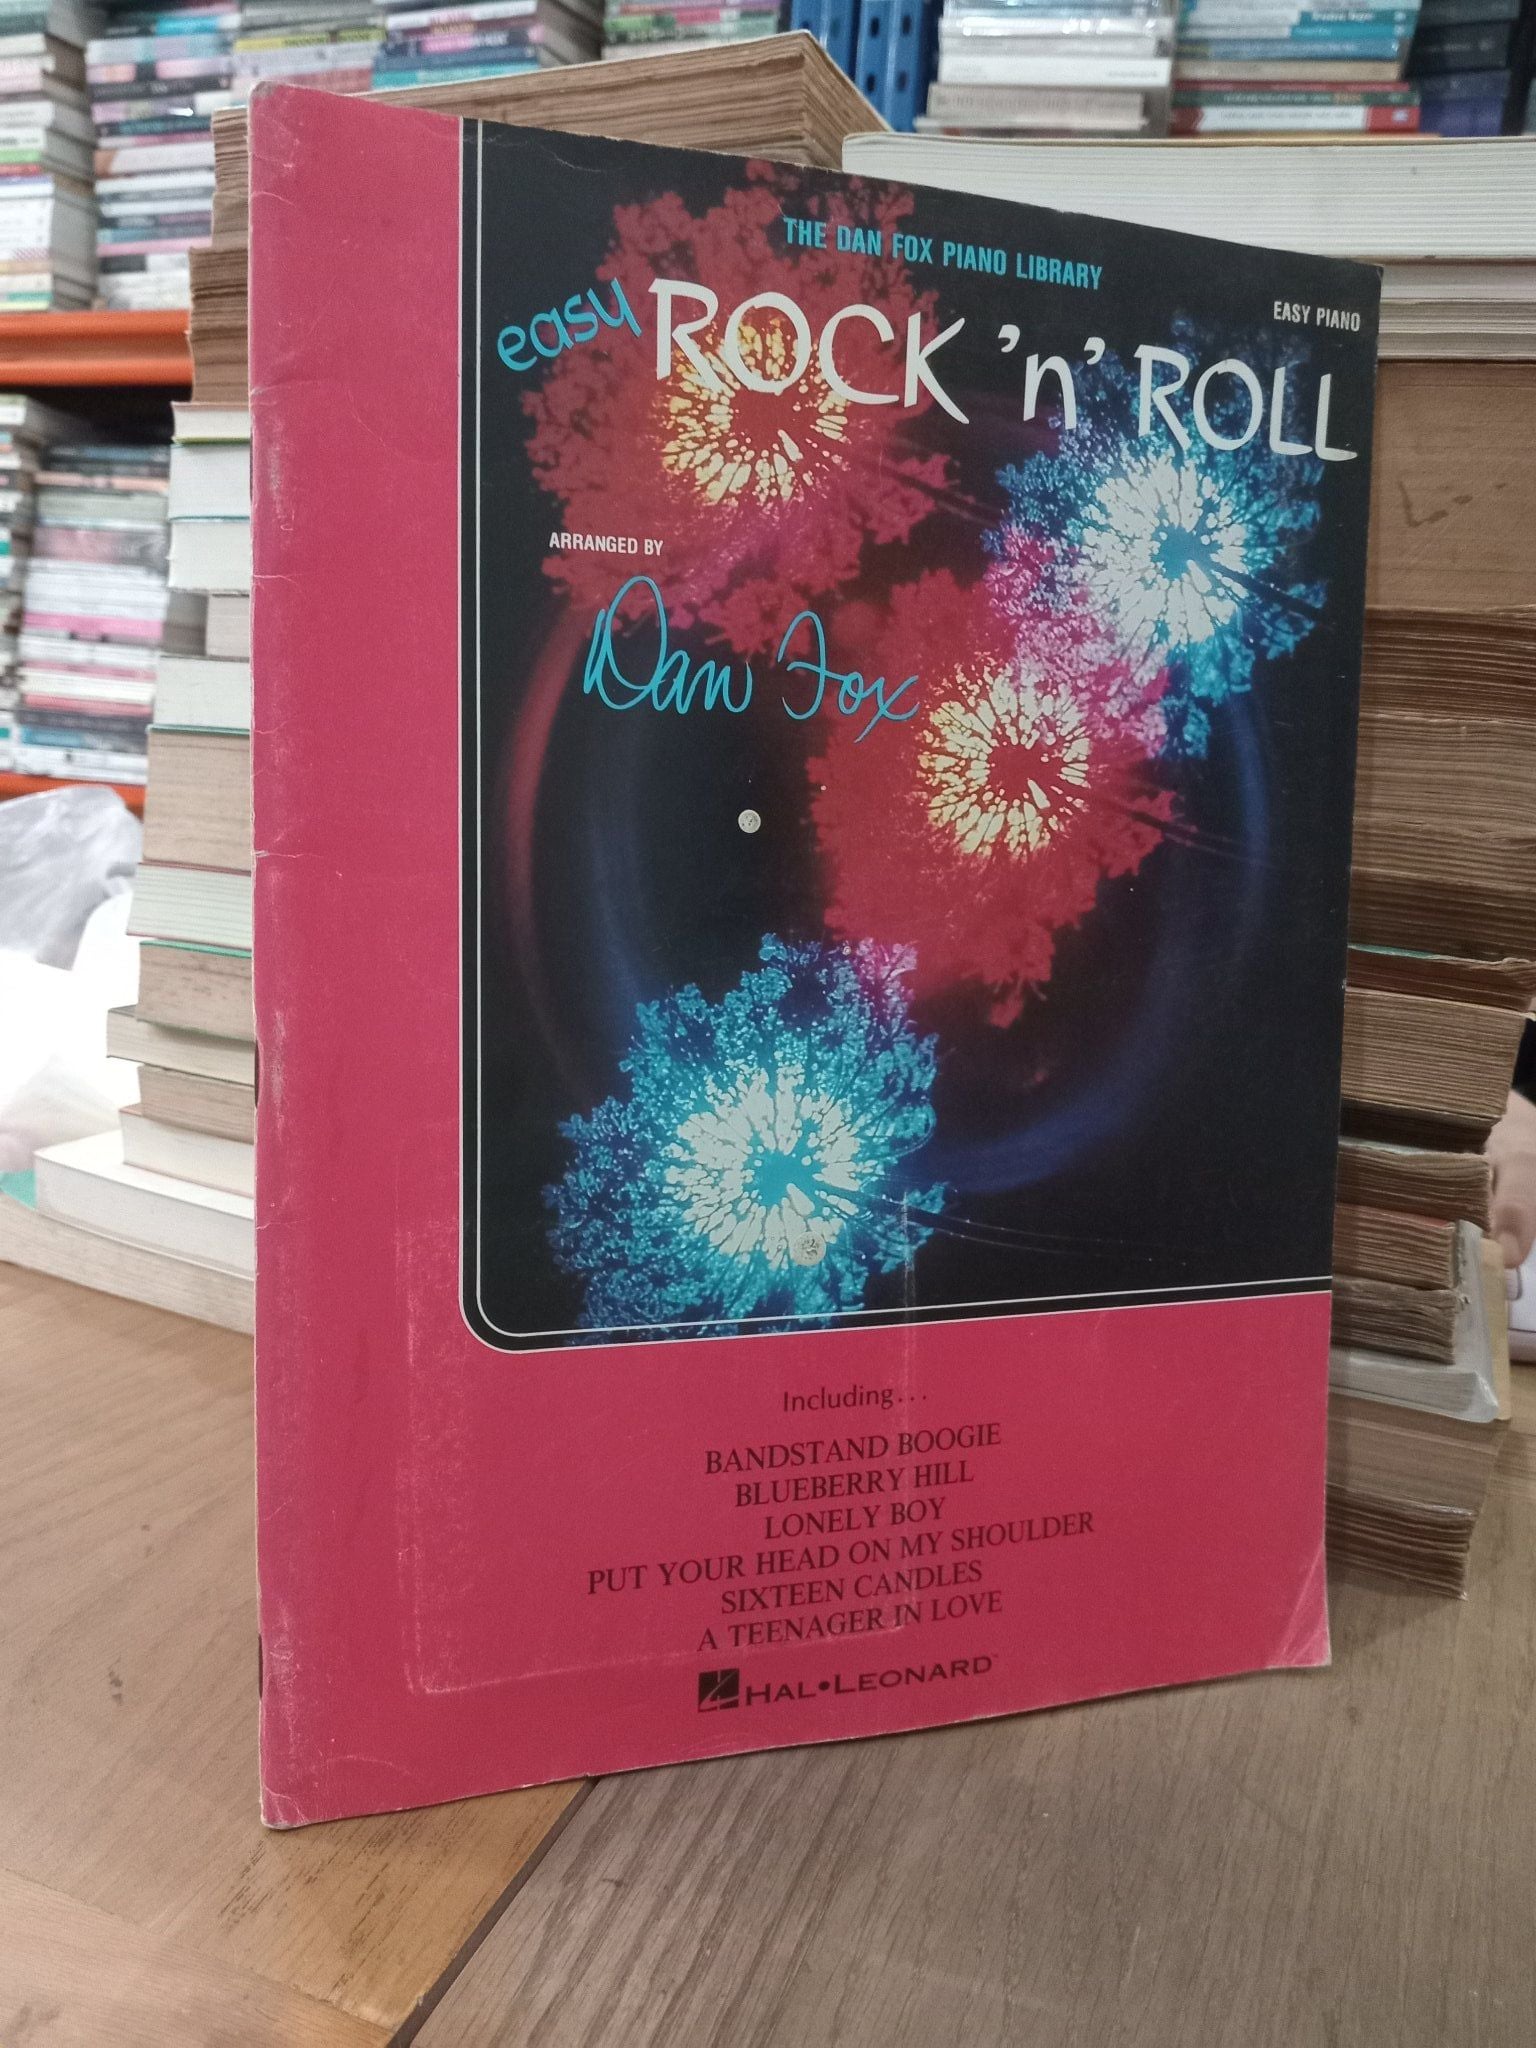 THE DAN FOX PIANO LIBRARY
EASY PIANO
easy ROCK 'n' ROLL
ARRANGED BY
Dan Fox
Including...
BANDSTAND BOOGIE
BLUEBERRY HILL
LONELY BOY
PUT YOUR HEAD ON MY SHOULDER
SIXTEEN CANDLES
A TEENAGER IN LOVE
HAL•LEONARD™